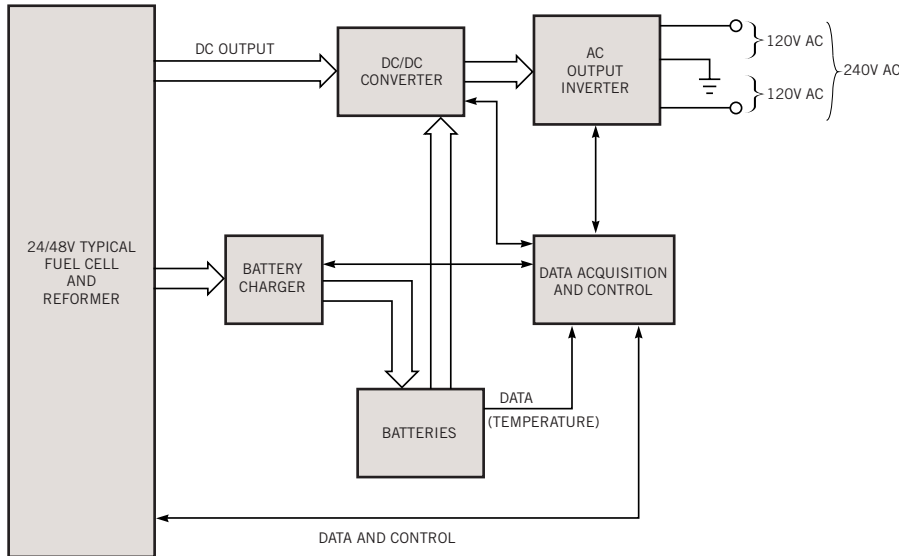 DC OUTPUT
DC/DC
CONVERTER
AC
OUTPUT
INVERTER
120V AC
120V AC
240V AC
24/48V TYPICAL
FUEL CELL
AND
REFORMER
BATTERY
CHARGER
DATA ACQUISITION
AND CONTROL
BATTERIES
DATA
(TEMPERATURE)
DATA AND CONTROL